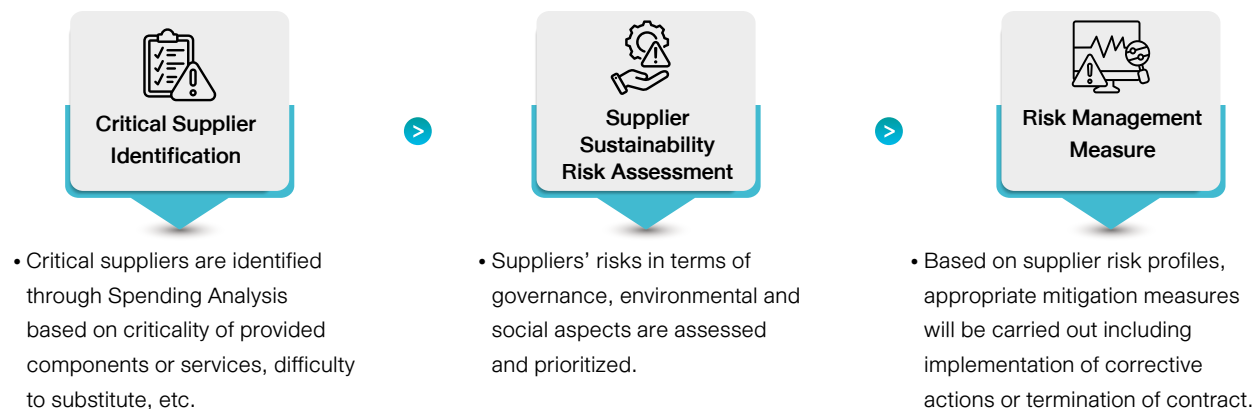 Critical Supplier
Identification
>
Supplier
Sustainability
Risk Assessment
>
Risk Management
Measure
• Critical suppliers are identified
through Spending Analysis
based on criticality of provided
components or services, difficulty
to substitute, etc.
• Suppliers’ risks in terms of
governance, environmental and
social aspects are assessed
and prioritized.
• Based on supplier risk profiles,
appropriate mitigation measures
will be carried out including
implementation of corrective
actions or termination of contract.